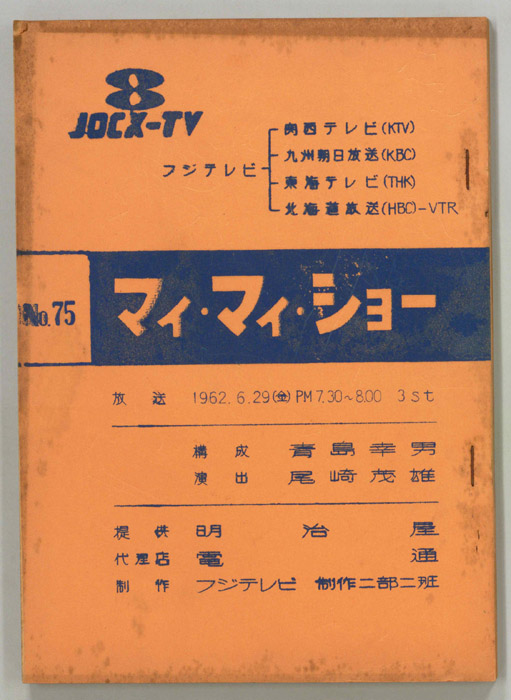 8
JOCX-TV
フジテレビ
関西テレビ(KTV)
九州朝日放送(KBC)
東海テレビ(THK)
北海道放送(HBC)-VTR
No.75
マィ・マィ・ショー
放送 1962.6.29(金)PM7.30~8.00 3st
構成 青島幸男
演出 尾崎茂雄
提供 明治屋
代理店 電通
制作 フジテレビ 制作二部二班